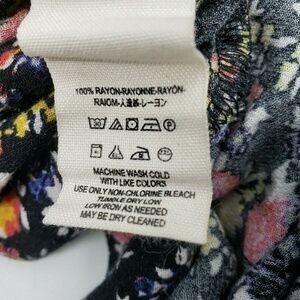 100% RAYON-RAYONNE-RAYÓN-
RAIOM-人造絲-レーヨン
MACHINE WASH COLD
WITH LIKE COLORS
USE ONLY NON-CHLORINE BLEACH
TUMBLE DRY LOW
LOW IRON AS NEEDED
MAY BE DRY CLEANED